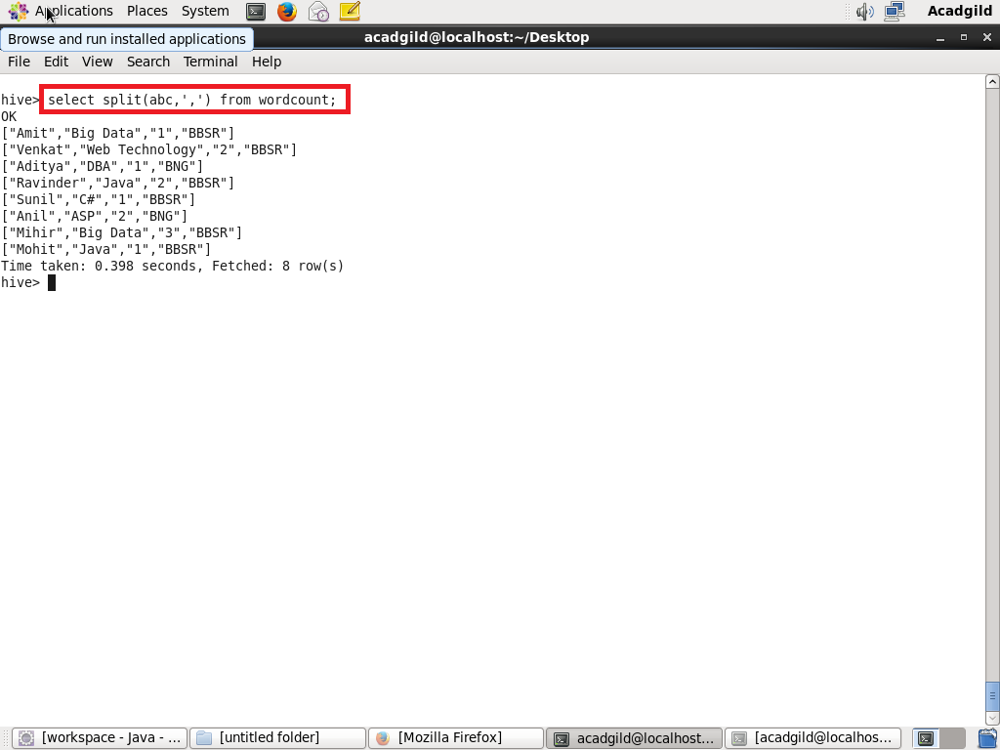 Applications Places System Acadgild
Browse and run installed applications
acadgild@localhost:~/Desktop
File Edit View Search Terminal Help
hive> select split(abc,',') from wordcount;
OK
["Amit","Big Data","1","BBSR"]
["Venkat","Web Technology","2","BBSR"]
["Aditya","DBA","1","BNG"]
["Ravinder","Java","2","BBSR"]
["Sunil","C#","1","BBSR"]
["Anil","ASP","2","BNG"]
["Mihir","Big Data","3","BBSR"]
["Mohit","Java","1","BBSR"]
Time taken: 0.398 seconds, Fetched: 8 row(s)
hive>
[workspace - Java - ... [untitled folder] [Mozilla Firefox] acadgild@localhost... [acadgild@localhos...